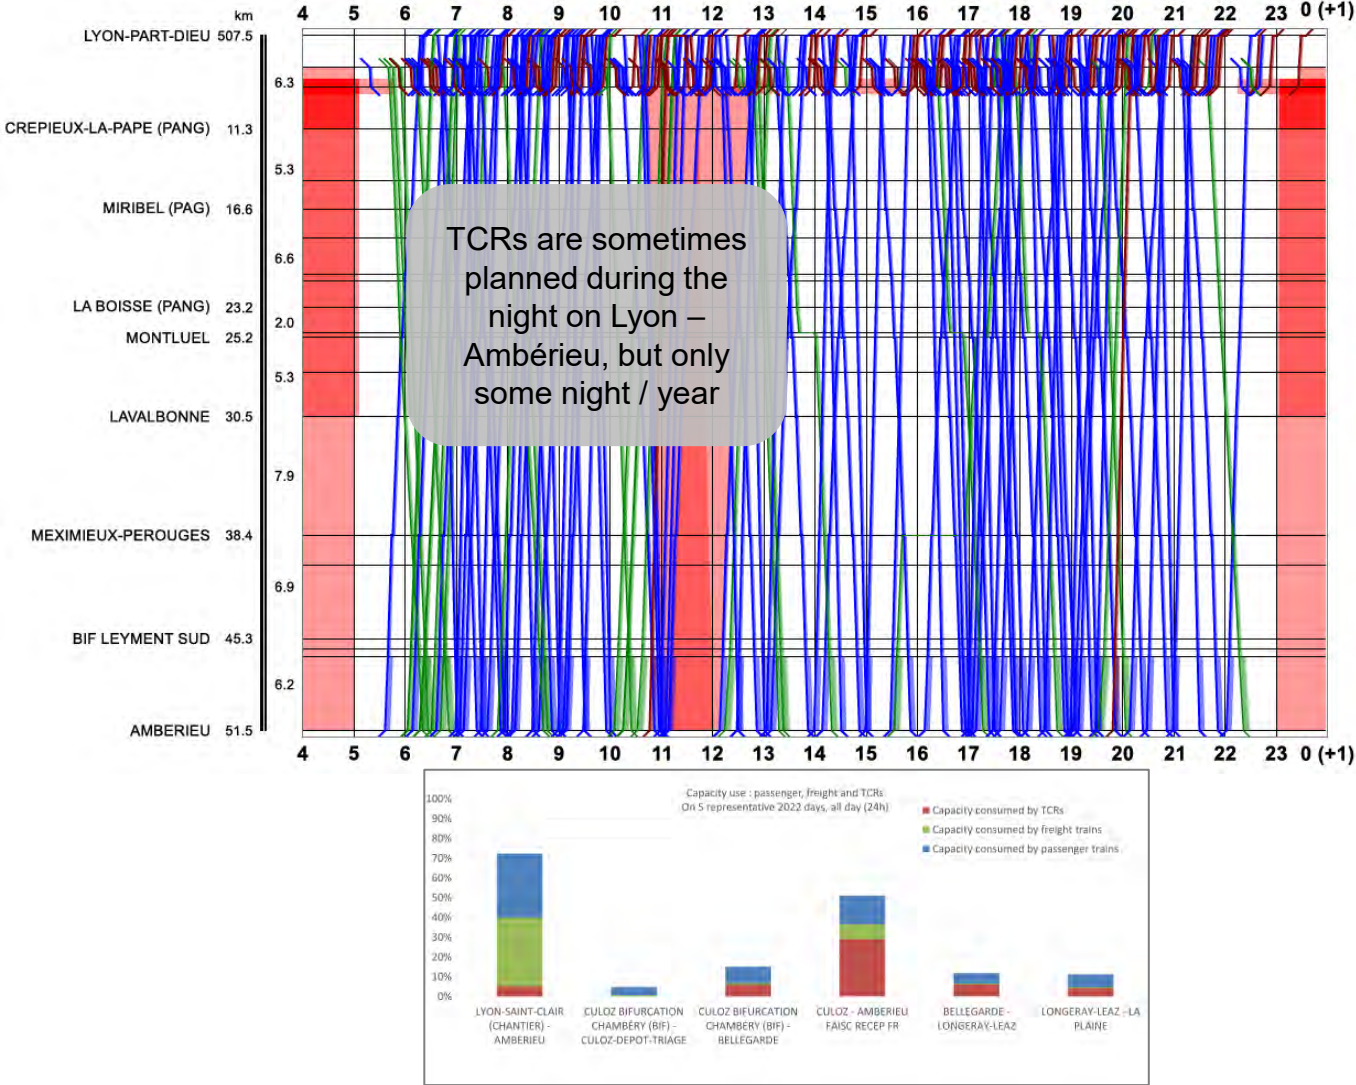 km 4 5 6 7 8 9 10 11 12 13 14 15 16 17 18 19 20 21 22 23 0 (+1)
LYON-PART-DIEU 507.5
6.3
CREPIEUX-LA-PAPE (PANG) 11.3
5.3
MIRIBEL (PAG) 16.6
6.6
LA BOISSE (PANG) 23.2
2.0
MONTLUEL 25.2
5.3
LAVALBONNE 30.5
7.9
MEXIMIEUX-PEROUGES 38.4
6.9
BIF LEYMENT SUD 45.3
6.2
AMBERIEU 51.5
TCRs are sometimes
planned during the
night on Lyon –
Ambérieu, but only
some night / year
4 5 6 7 8 9 10 11 12 13 14 15 16 17 18 19 20 21 22 23 0 (+1)
Capacity use : passenger, freight and TCRs
On 5 representative 2022 days, all day (24h)
Capacity consumed by TCRs
Capacity consumed by freight trains
Capacity consumed by passenger trains
100%
90%
80%
70%
60%
50%
40%
30%
20%
10%
0%
LYON-SAINT-CLAIR
(CHANTIER) -
AMBERIEU
CULOZ BIFURCATION
CHAMBÉRY (BIF) -
CULOZ-DEPOT-TRIAGE
CULOZ BIFURCATION
CHAMBÉRY (BIF) -
BELLEGARDE
CULOZ - AMBERIEU
FAISC RECEP FR
BELLEGARDE -
LONGERAY-LEAZ
LONGERAY-LEAZ - LA
PLAINE